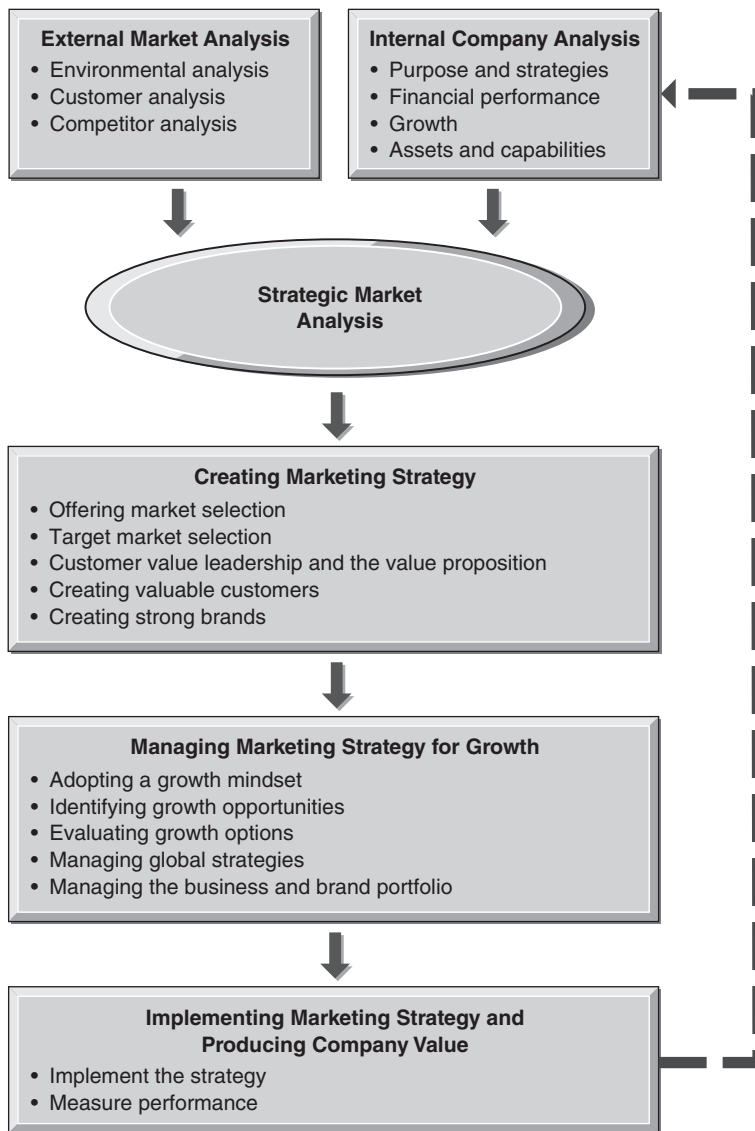 External Market Analysis
• Environmental analysis
• Customer analysis
• Competitor analysis
Internal Company Analysis
• Purpose and strategies
• Financial performance
• Growth
• Assets and capabilities
Strategic Market
Analysis
Creating Marketing Strategy
• Offering market selection
• Target market selection
• Customer value leadership and the value proposition
• Creating valuable customers
• Creating strong brands
Managing Marketing Strategy for Growth
• Adopting a growth mindset
• Identifying growth opportunities
• Evaluating growth options
• Managing global strategies
• Managing the business and brand portfolio
Implementing Marketing Strategy and
Producing Company Value
• Implement the strategy
• Measure performance